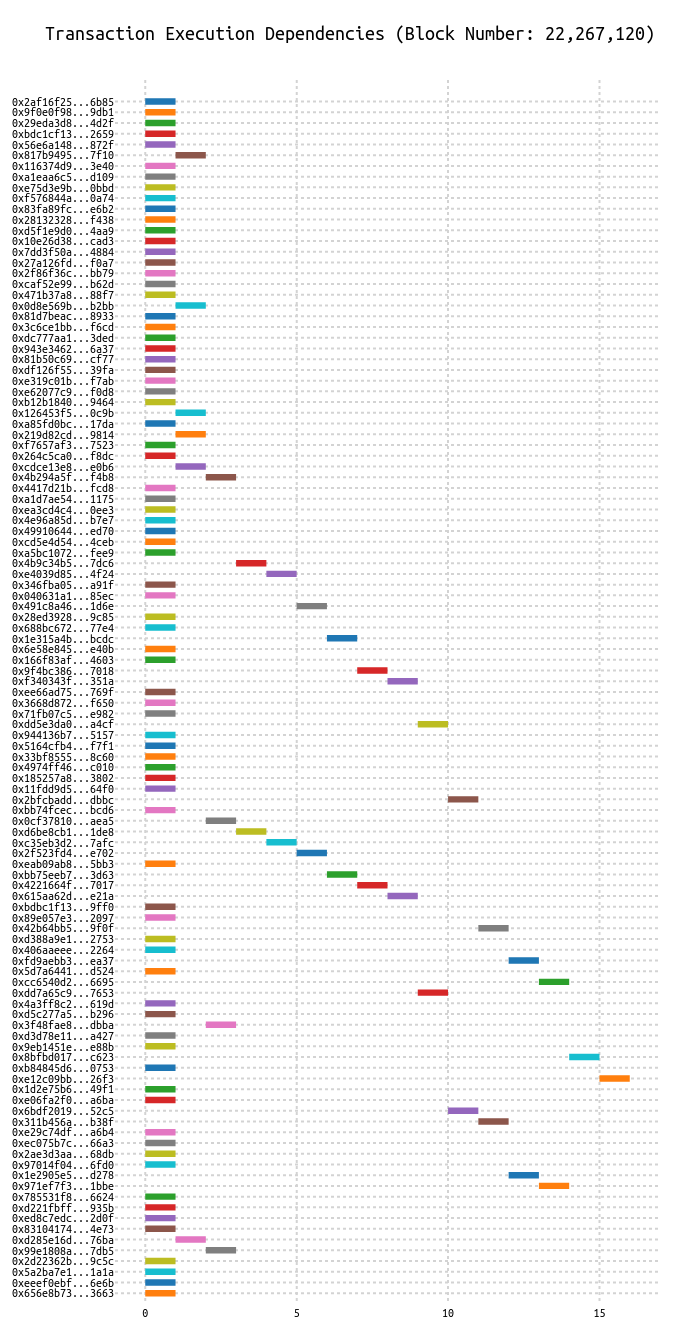 Transaction Execution Dependencies (Block Number: 22,267,120)
0x2af16f25...6b85
0x9f0e0f98...9db1
0x29eda3d8...4d2f
0xbdc1cf13...2659
0x56e6a148...872f
0x817b9495...7f10
0x116374d9...3e40
0xa1eaa6c5...d109
0xe75d3e9b...0bbd
0xf576844a...0a74
0x83fa89fc...e6b2
0x28132328...f438
0xd5f1e9d0...4aa9
0x10e26d38...cad3
0x7dd3f50a...4884
0x27a126fd...f0a7
0x2f86f36c...bb79
0xcaf52e99...b62d
0x471b37a8...88f7
0x0d8e569b...b2bb
0x81d7beac...8933
0x3c6ce1bb...f6cd
0xdc777aa1...3ded
0x943e3462...6a37
0x81b50c69...cf77
0xdf126f55...39fa
0xe319c01b...f7ab
0xe62077c9...f0d8
0xb12b1840...9464
0x126453f5...0c9b
0xa85fd0bc...17da
0x219d82cd...9814
0xf7657af3...7523
0x264c5ca0...f8dc
0xcdce13e8...e0b6
0x4b294a5f...f4b8
0x4417d21b...fcd8
0xa1d7ae54...1175
0xea3cd4c4...0ee3
0x4e96a85d...b7e7
0x49910644...ed70
0xcd5e4d54...4ceb
0xa5bc1072...fee9
0x4b9c34b5...7dc6
0xe4039d85...4f24
0x346fba05...a91f
0x040631a1...85ec
0x491c8a46...1d6e
0x28ed3928...9c85
0x688bc672...77e4
0x1e315a4b...bcdc
0x6e58e845...e40b
0x166f83af...4603
0x9f4bc386...7018
0xf340343f...351a
0xee66ad75...769f
0x3668d872...f650
0x71fb07c5...e982
0xdd5e3da0...a4cf
0x944136b7...5157
0x5164cfb4...f7f1
0x33bf8555...8c60
0x4974ff46...c010
0x185257a8...3802
0x11fdd9d5...64f0
0x2bfcbadd...dbbc
0xbb74fcec...bcd6
0x0cf37810...aea5
0xd6be8cb1...1de8
0xc35eb3d2...7afc
0x2f523fd4...e702
0xeab09ab8...5bb3
0xbb75eeb7...3d63
0x4221664f...7017
0x615aa62d...e21a
0xbdbc1f13...9ff0
0x89e057e3...2097
0x42b64bb5...9f0f
0xd388a9e1...2753
0x406aaeee...2264
0xfd9aebb3...ea37
0x5d7a6441...d524
0xcc6540d2...6695
0xdd7a65c9...7653
0x4a3ff8c2...619d
0xd5c277a5...b296
0x3f48fae8...dbba
0xd3d78e11...a427
0x9eb1451e...e88b
0x8bfbd017...c623
0xb84845d6...0753
0xe12c09bb...26f3
0x1d2e75b6...49f1
0xe06fa2f0...a6ba
0x6bdf2019...52c5
0x311b456a...b38f
0xe29c74df...a6b4
0xec075b7c...66a3
0x2ae3d3aa...68db
0x97014f04...6fd0
0x1e2905e5...d278
0x971ef7f3...1bbe
0x785531f8...6624
0xd221fbff...935b
0xed8c7edc...2d0f
0x83104174...4e73
0xd285e16d...76ba
0x99e1808a...7db5
0x2d22362b...9c5c
0x5a2ba7e1...1a1a
0xeeef0ebf...6e6b
0x656e8b73...3663
0 5 10 15